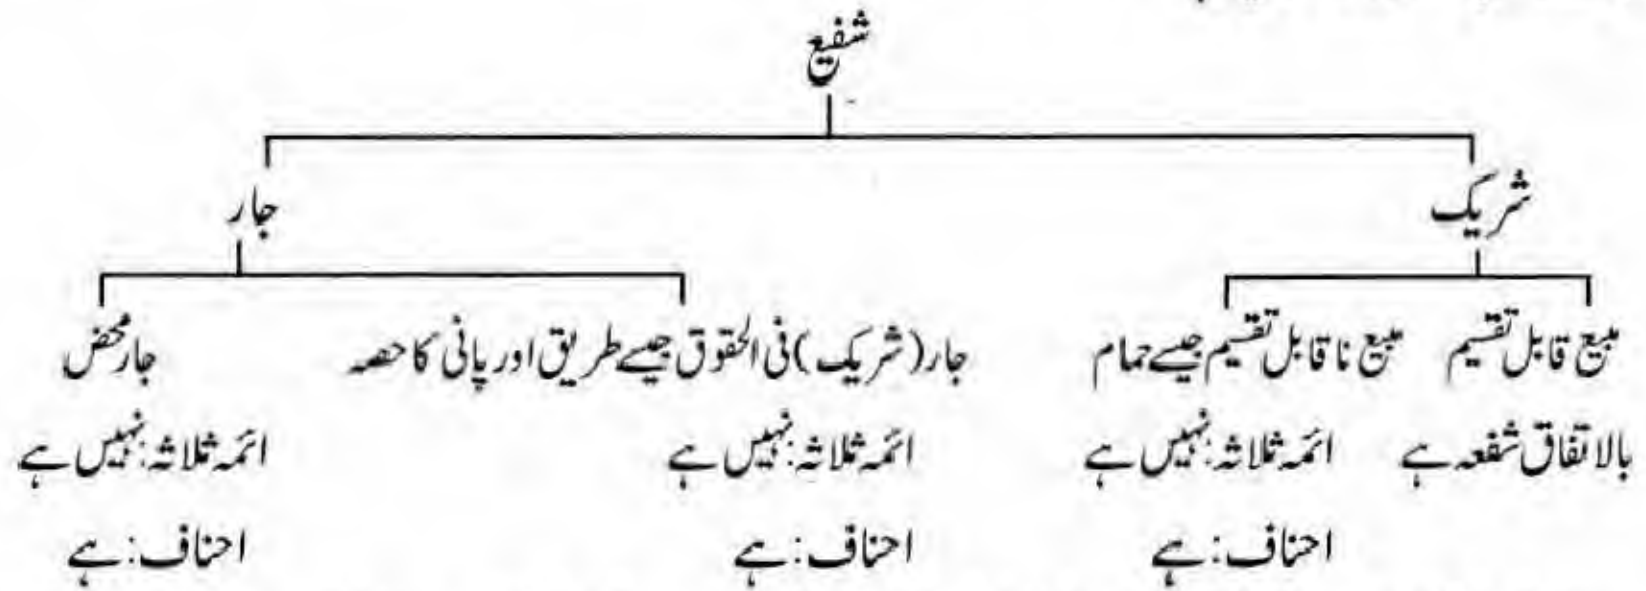 شفیع
شریک جار
مبیع قابل تقسیم مبیع نا قابل تقسیم جیسے حمام جار (شریک) فی الحقوق جیسے طریق اور پانی کا حصہ جار محض
بالاتفاق شفعہ ہے ائمہ ثلاثہ: نہیں ہے ائمہ ثلاثہ: نہیں ہے ائمہ ثلاثہ: نہیں ہے
احناف: ہے احناف: ہے احناف: ہے